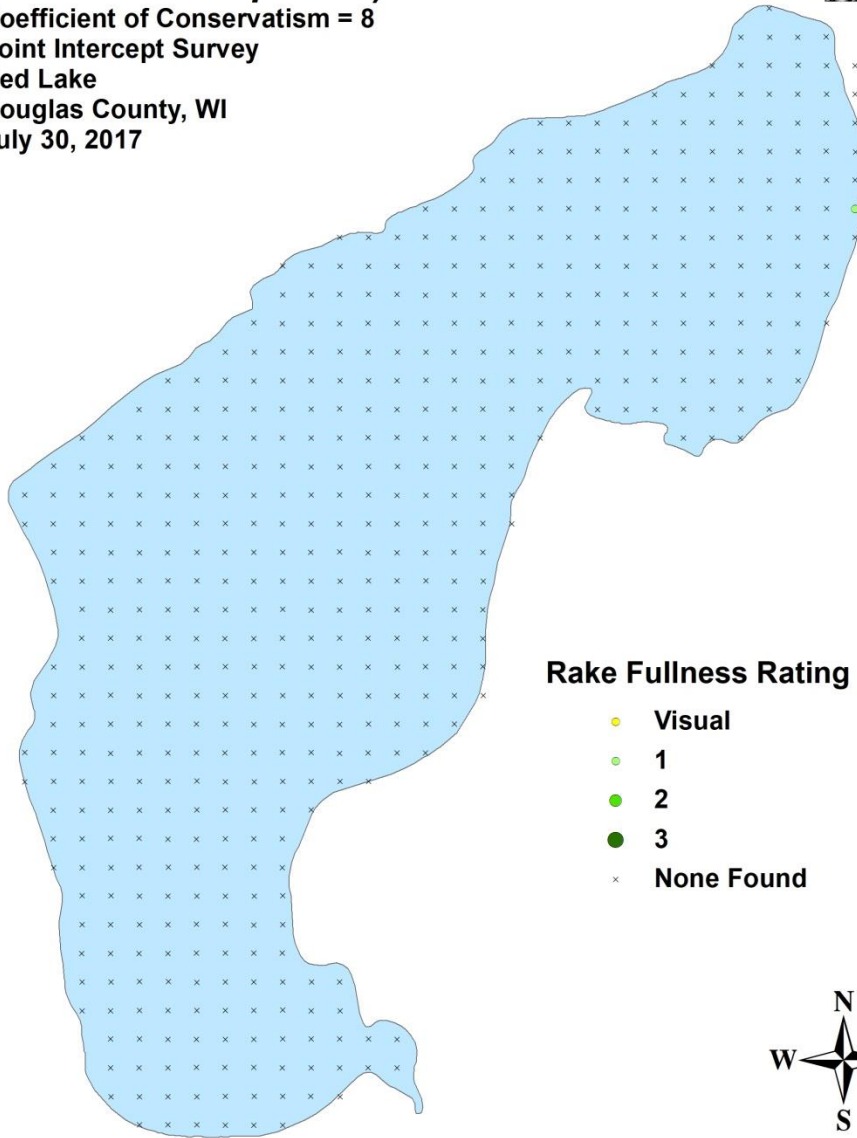 oefficient of Conservatism = 8
oint Intercept Survey
ed Lake
ouglas County, WI
uly 30, 2017
Rake Fullness Rating
Visual
1
2
3
None Found
N
W
S